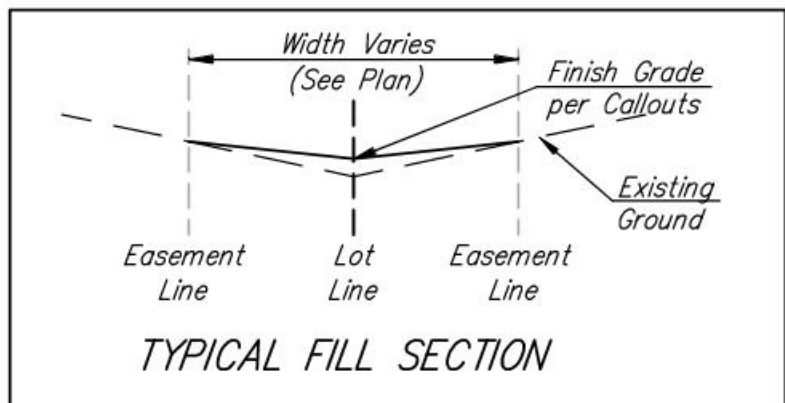 Width Varies
(See Plan)
Finish Grade
per Callouts
Existing
Ground
Easement
Line
Lot
Line
Easement
Line
TYPICAL FILL SECTION